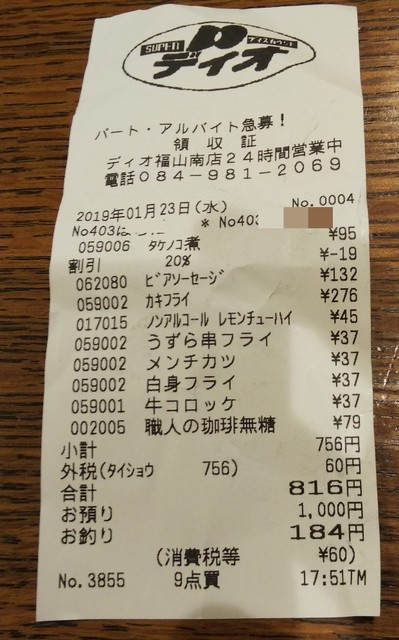 SUPER D ディスカウント
ディオ
パート・アルバイト急募！
領収証
ディオ福山南店24時間営業中
電話084-981-2069
2019年01月23日(水) No.0004
No403 * No403
059006 タケノコ煮 ¥95
割引 20% ¥-19
062080 ビアソーセージ ¥132
059002 カキフライ ¥276
017015 ノンアルコール レモンチューハイ ¥45
059002 うずら串フライ ¥37
059002 メンチカツ ¥37
059002 白身フライ ¥37
059001 牛コロッケ ¥37
002005 職人の珈琲無糖 ¥79
小計 756円
外税(タイショウ 756) 60円
合計 816円
お預り 1,000円
お釣り 184円
(消費税等 ¥60)
No.3855 9点買 17:51TM